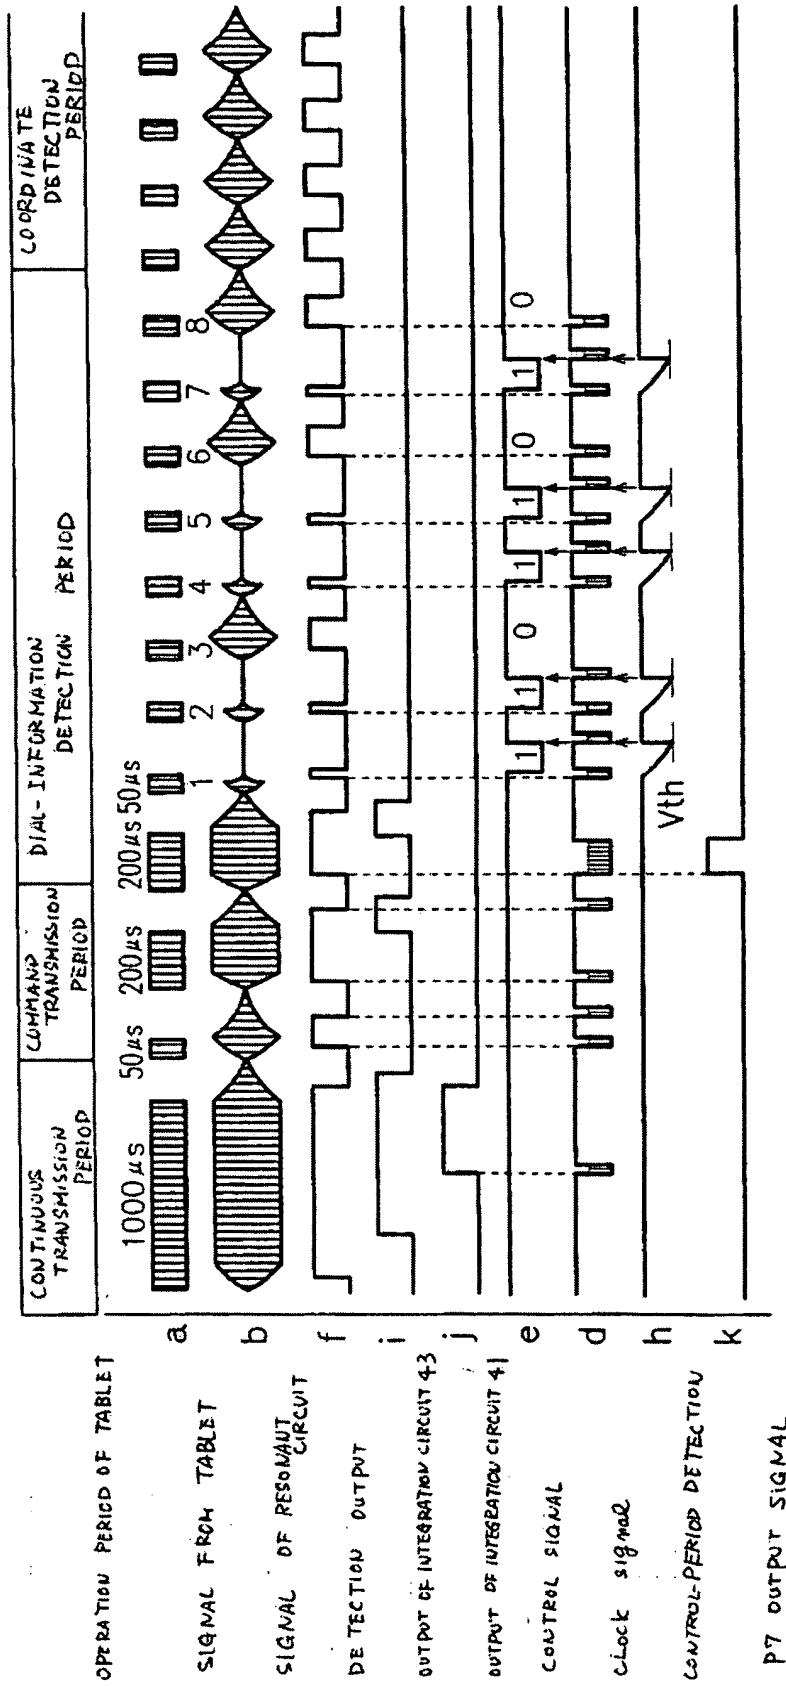 OPERATION PERIOD OF TABLET
CONTINUOUS
TRANSMISSION
PERIOD
COMMAND
TRANSMISSION
PERIOD
DIAL-INFORMATION
DETECTION PERIOD
COORDINATE
DETECTION
PERIOD
SIGNAL FROM TABLET
a
1000μs
50μs
200μs
200μs
50μs
SIGNAL OF RESONANT
CIRCUIT
b
1 2 3 4 5 6 7 8
DETECTION OUTPUT
f
OUTPUT OF INTEGRATION CIRCUIT 43
i
OUTPUT OF INTEGRATION CIRCUIT 41
j
CONTROL SIGNAL
e
1 1 0 1 1 0 1 0
CLOCK signal
d
CONTROL-PERIOD DETECTION
h
Vth
P7 OUTPUT SIGNAL
k